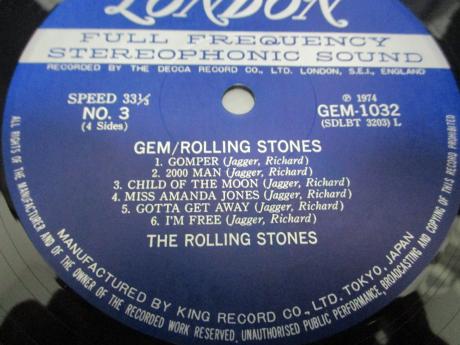 LONDON
FULL FREQUENCY
STEREOPHONIC SOUND
RECORDED BY THE DECCA RECORD CO., LTD. LONDON, S.E.I., ENGLAND
SPEED 33⅓
NO. 3
(4 Sides)
℗ 1974
GEM-1032
(SDLBT 3203) L
GEM/ROLLING STONES
1. GOMPER (Jagger, Richard)
2. 2000 MAN (Jagger, Richard)
3. CHILD OF THE MOON (Jagger, Richard)
4. MISS AMANDA JONES (Jagger, Richard)
5. GOTTA GET AWAY (Jagger, Richard)
6. I'M FREE (Jagger, Richard)
THE ROLLING STONES
MANUFACTURED BY KING RECORD CO., LTD. TOKYO, JAPAN
ALL RIGHTS OF THE MANUFACTURER AND OF THE OWNER OF THE RECORDED WORK RESERVED, UNAUTHORISED PUBLIC PERFORMANCE, BROADCASTING AND COPYING OF THIS RECORD PROHIBITED